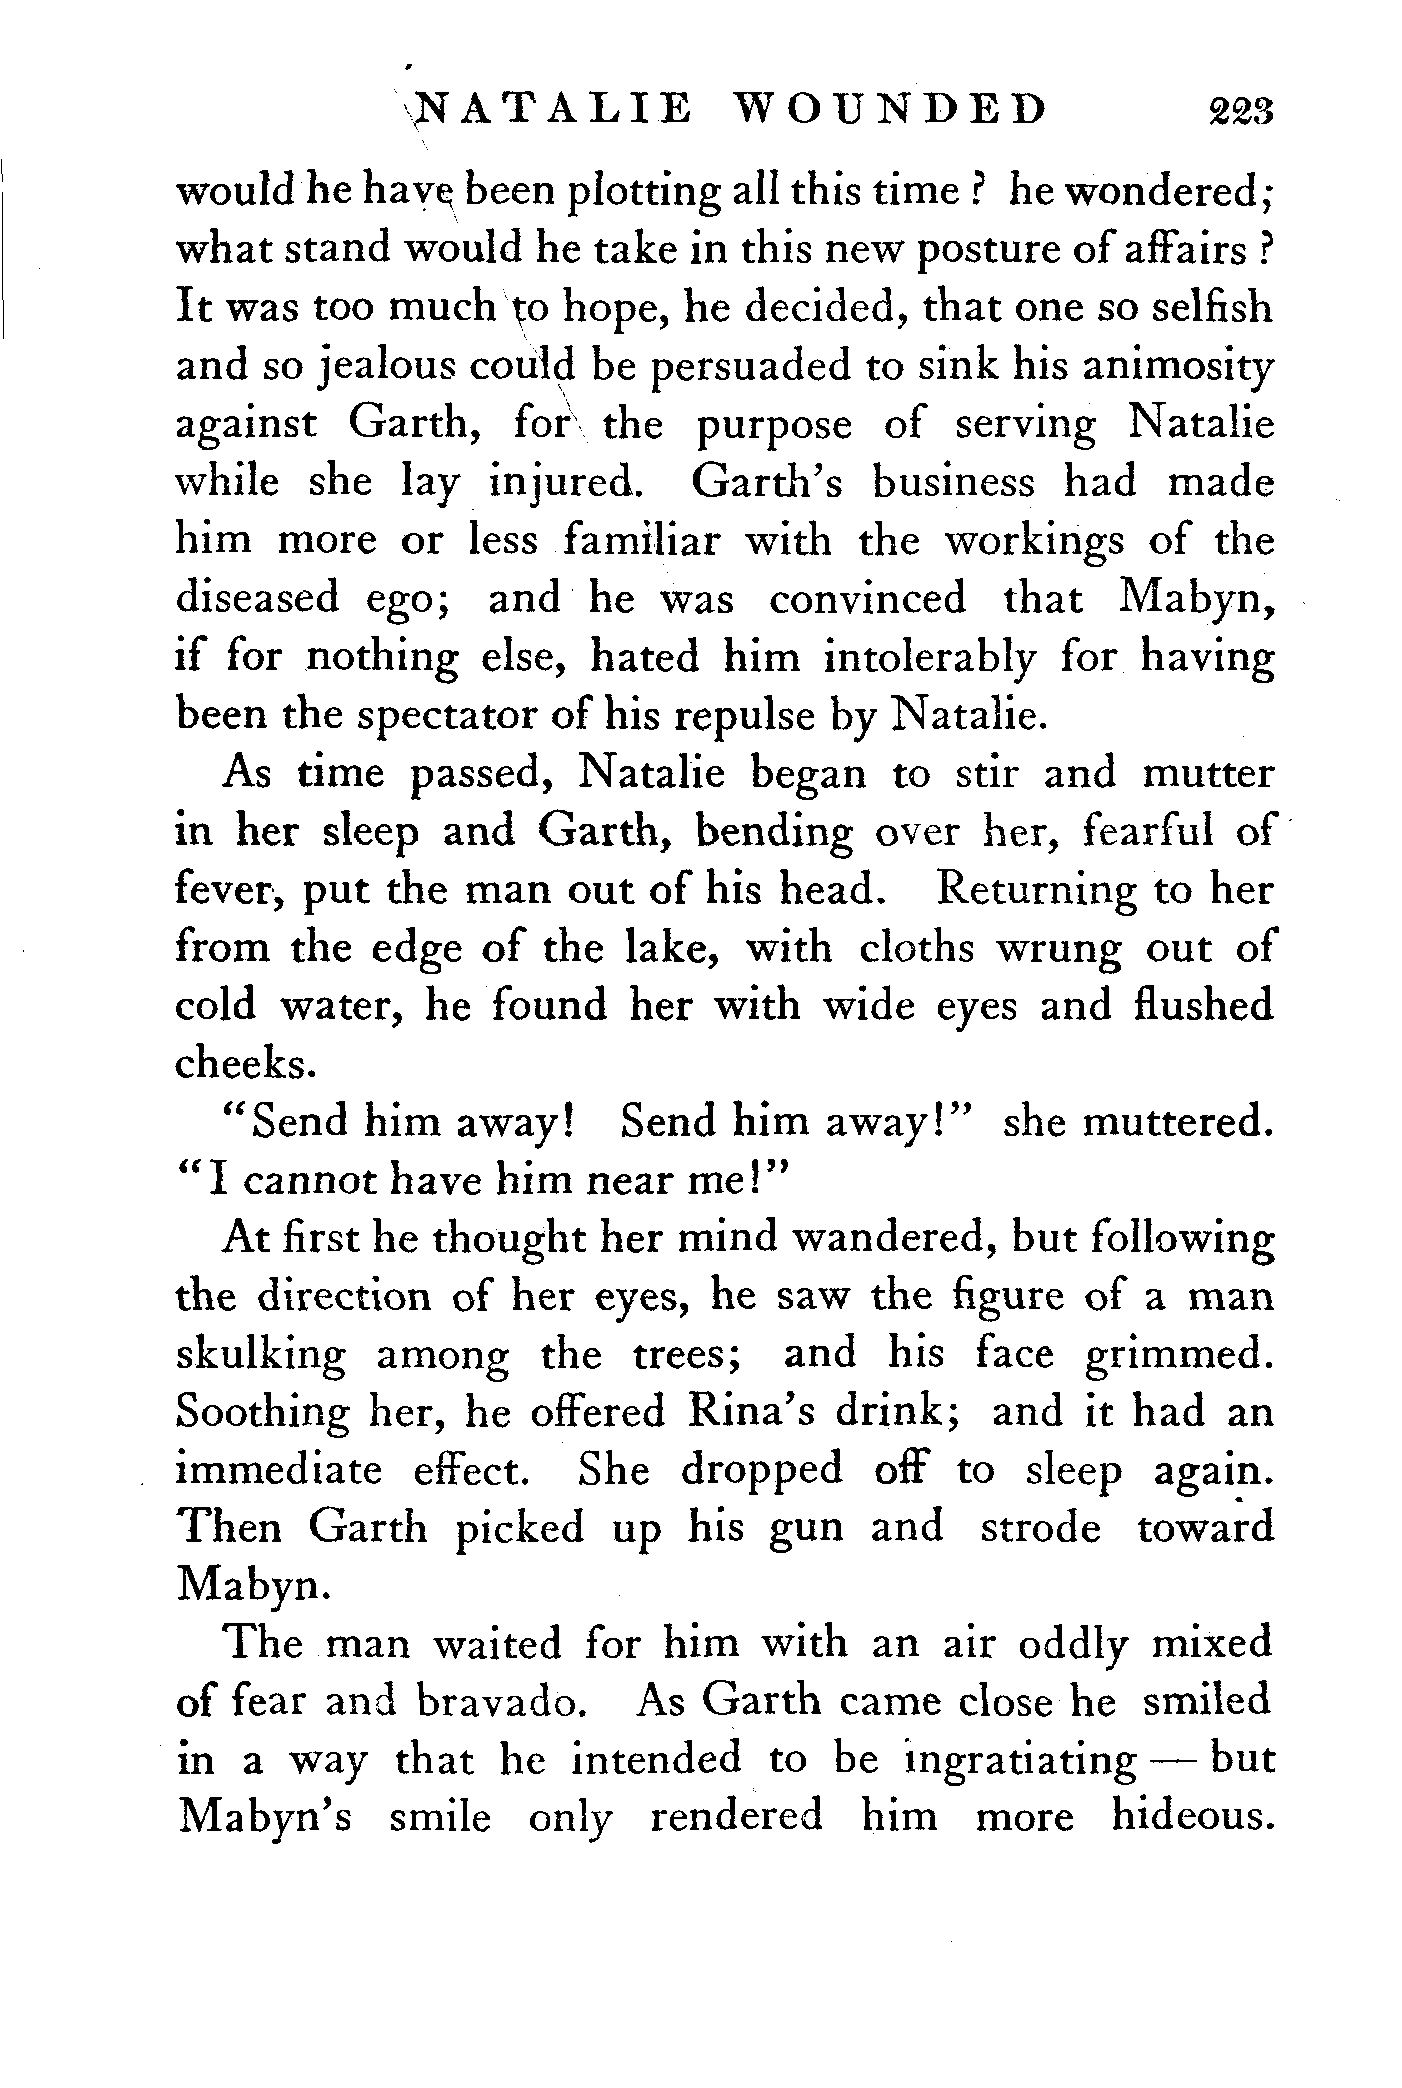 NATALIE WOUNDED 223
would he have been plotting all this time ? he wondered;
what stand would he take in this new posture of affairs ?
It was too much to hope, he decided, that one so selfish
and so jealous could be persuaded to sink his animosity
against Garth, for the purpose of serving Natalie
while she lay injured. Garth's business had made
him more or less familiar with the workings of the
diseased ego; and he was convinced that Mabyn,
if for nothing else, hated him intolerably for having
been the spectator of his repulse by Natalie.
As time passed, Natalie began to stir and mutter
in her sleep and Garth, bending over her, fearful of
fever, put the man out of his head. Returning to her
from the edge of the lake, with cloths wrung out of
cold water, he found her with wide eyes and flushed
cheeks.
"Send him away! Send him away!" she muttered.
"I cannot have him near me!"
At first he thought her mind wandered, but following
the direction of her eyes, he saw the figure of a man
skulking among the trees; and his face grimmed.
Soothing her, he offered Rina's drink; and it had an
immediate effect. She dropped off to sleep again.
Then Garth picked up his gun and strode toward
Mabyn.
The man waited for him with an air oddly mixed
of fear and bravado. As Garth came close he smiled
in a way that he intended to be ingratiating — but
Mabyn's smile only rendered him more hideous.